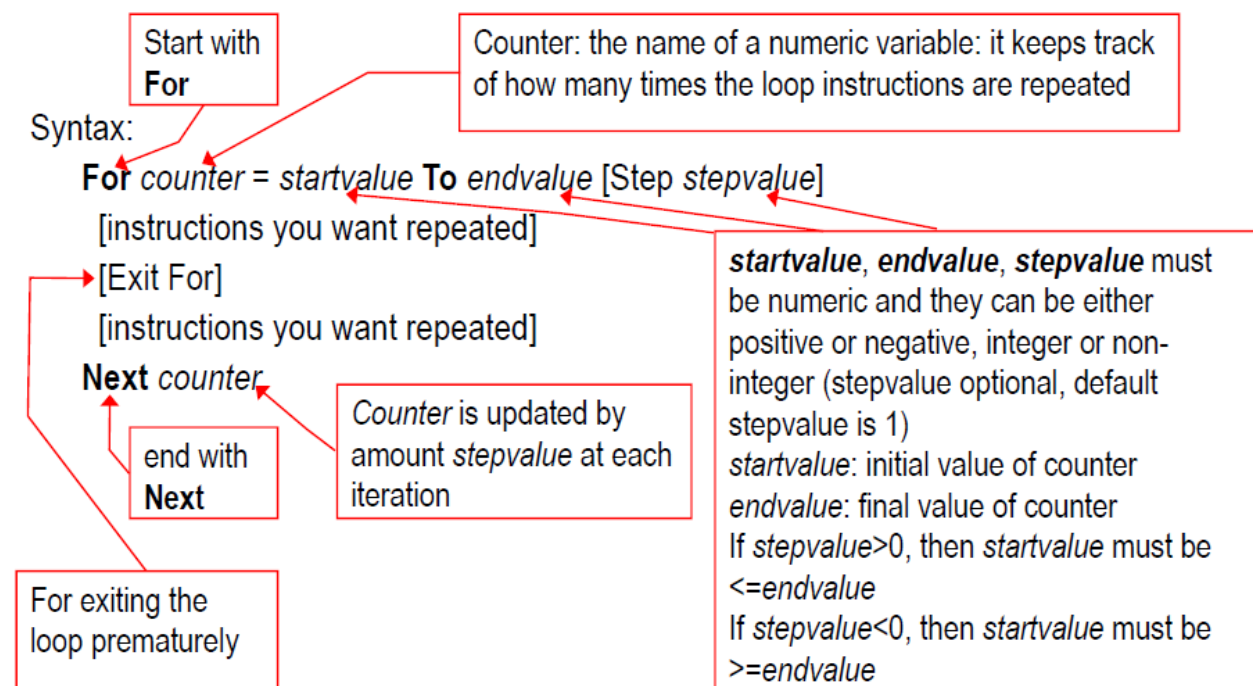 Start with
For
Counter: the name of a numeric variable: it keeps track
of how many times the loop instructions are repeated
Syntax:
For counter = startvalue To endvalue [Step stepvalue]
[instructions you want repeated]
[Exit For]
[instructions you want repeated]
Next counter
startvalue, endvalue, stepvalue must
be numeric and they can be either
positive or negative, integer or non-
integer (stepvalue optional, default
stepvalue is 1)
startvalue: initial value of counter
endvalue: final value of counter
If stepvalue>0, then startvalue must be
<=endvalue
If stepvalue<0, then startvalue must be
>=endvalue
Counter is updated by
amount stepvalue at each
iteration
end with
Next
For exiting the
loop prematurely